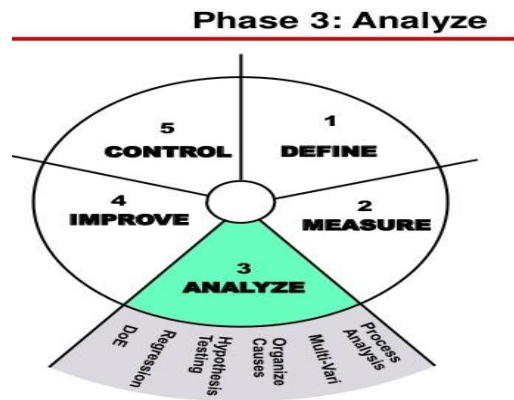 Phase 3: Analyze
1
DEFINE
2
MEASURE
3
ANALYZE
4
IMPROVE
5
CONTROL
Process
Analysis
Multi-Vari
Organize
Causes
Hypothesis
Testing
Regression
DoE